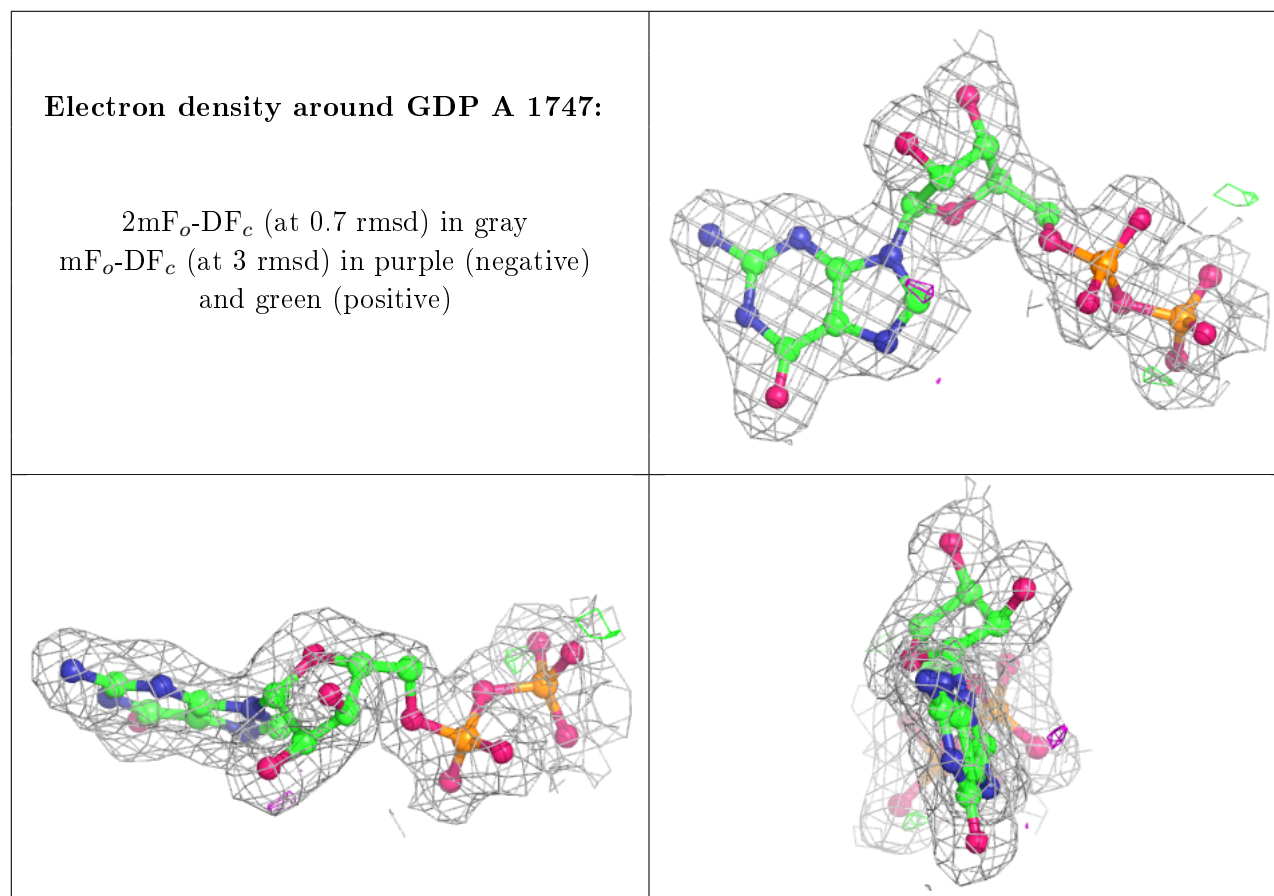 Electron density around GDP A 1747:
2mFo-DFc (at 0.7 rmsd) in gray
mFo-DFc (at 3 rmsd) in purple (negative)
and green (positive)